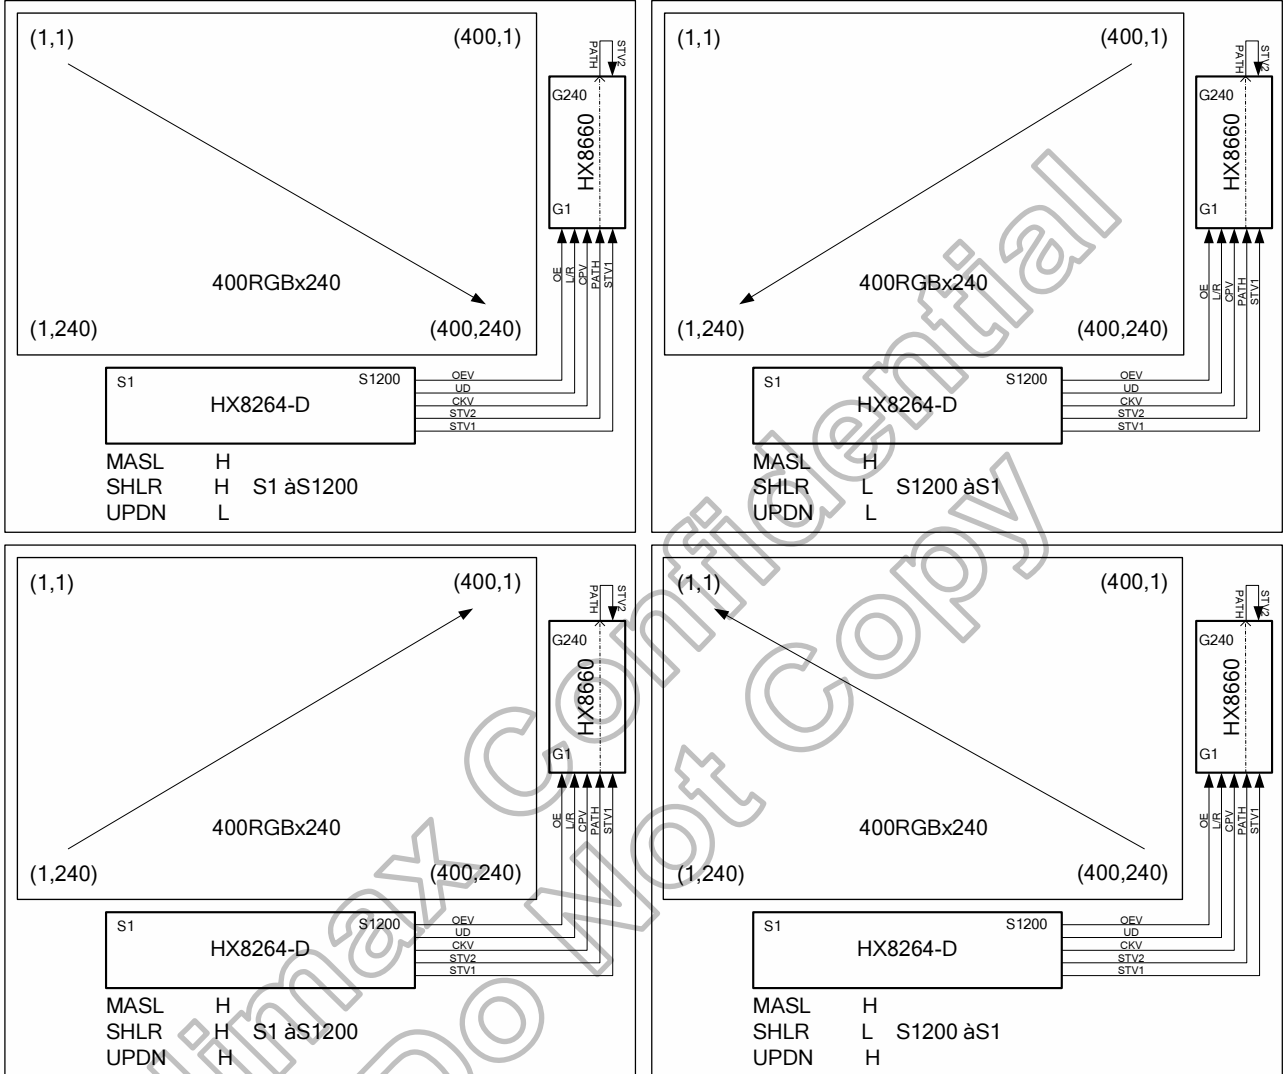 (1,1) (400,1)
PATH
STV2
G240
HX8660
G1
OE
L/R
CPV
PATH
STV1
400RGBx240
(1,240) (400,240)
S1 S1200
HX8264-D
OEV
UD
CKV
STV2
STV1
MASL H
SHLR H S1 àS1200
UPDN L
(1,1) (400,1)
PATH
STV2
G240
HX8660
G1
OE
L/R
CPV
PATH
STV1
400RGBx240
(1,240) (400,240)
S1 S1200
HX8264-D
OEV
UD
CKV
STV2
STV1
MASL H
SHLR L S1200 àS1
UPDN L
(1,1) (400,1)
PATH
STV2
G240
HX8660
G1
OE
L/R
CPV
PATH
STV1
400RGBx240
(1,240) (400,240)
S1 S1200
HX8264-D
OEV
UD
CKV
STV2
STV1
MASL H
SHLR H S1 àS1200
UPDN H
(1,1) (400,1)
PATH
STV2
G240
HX8660
G1
OE
L/R
CPV
PATH
STV1
400RGBx240
(1,240) (400,240)
S1 S1200
HX8264-D
OEV
UD
CKV
STV2
STV1
MASL H
SHLR L S1200 àS1
UPDN H
limax Confidential
Do Not Copy